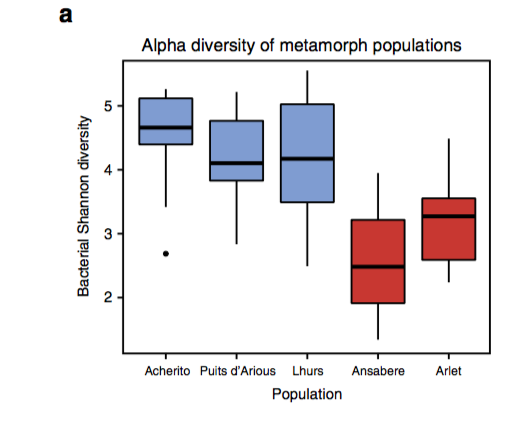 a
Alpha diversity of metamorph populations
Bacterial Shannon diversity
5
4
3
2
Acherito Puits d'Arious Lhurs Ansabere Arlet
Population